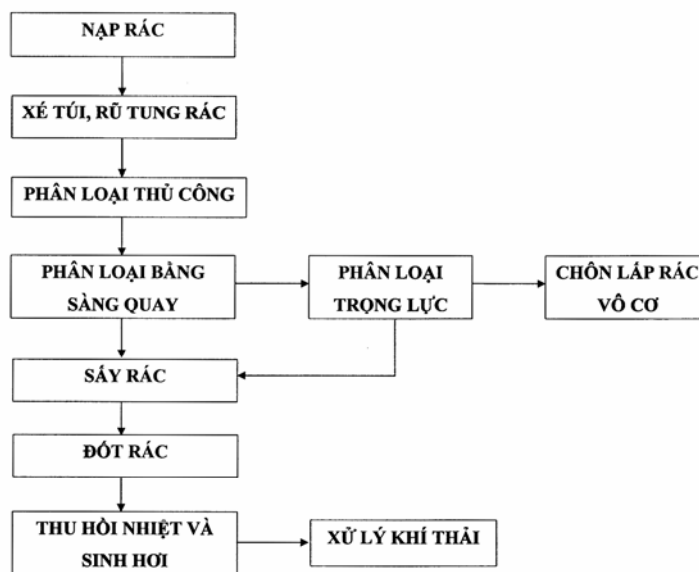 NẠP RÁC
XÉ TÚI, RŨ TUNG RÁC
PHÂN LOẠI THỦ CÔNG
PHÂN LOẠI BẰNG
SÀNG QUAY
PHÂN LOẠI
TRỌNG LỰC
CHÔN LẤP RÁC
VÔ CƠ
SẤY RÁC
ĐỐT RÁC
THU HỒI NHIỆT VÀ
SINH HƠI
XỬ LÝ KHÍ THẢI